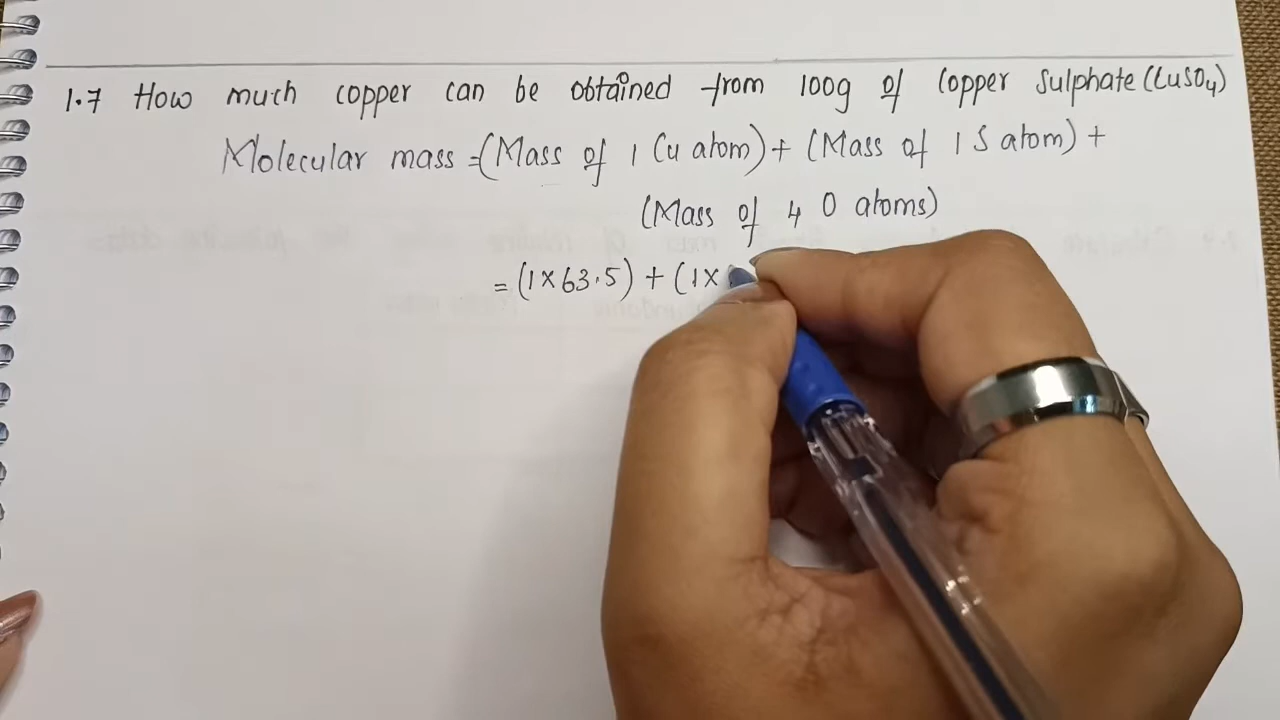 1.7 How much copper can be obtained from 100g of Copper Sulphate (CuSO4)
Molecular mass = (Mass of 1 Cu atom) + (Mass of 1 S atom) +
(Mass of 4 O atoms)
= (1×63.5) + (1×